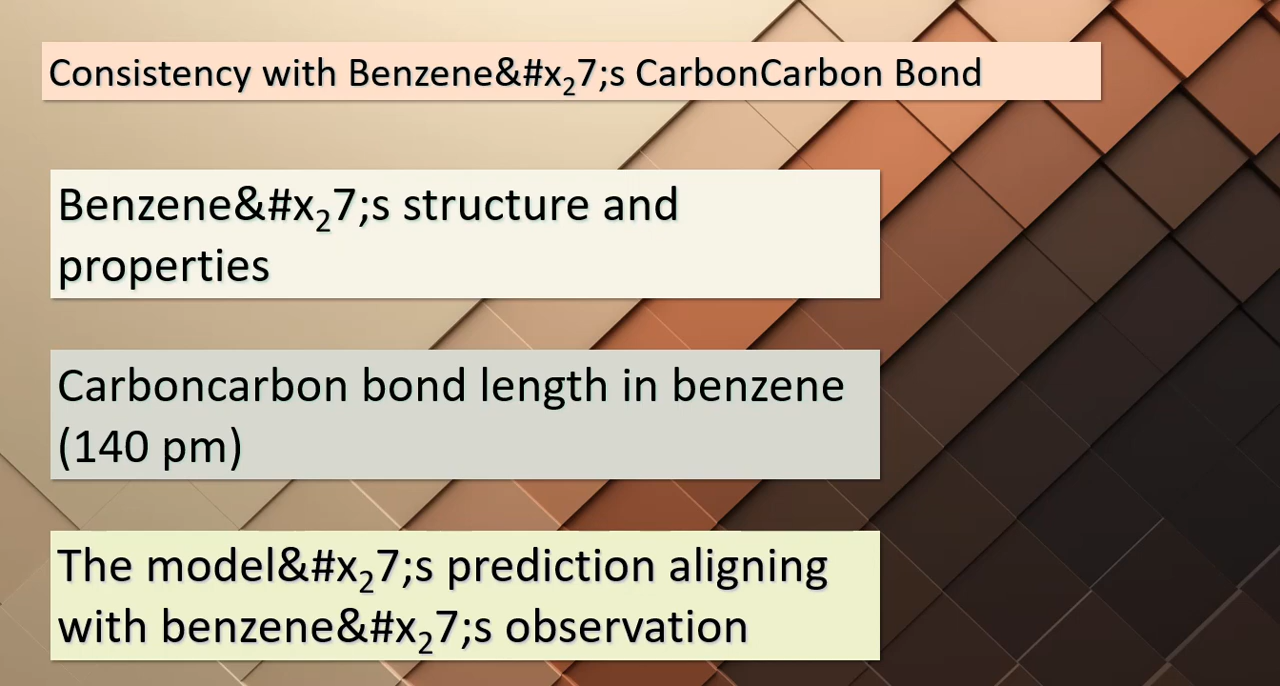 Consistency with Benzene&#x₂7;s CarbonCarbon Bond
Benzene&#x₂7;s structure and
properties
Carboncarbon bond length in benzene
(140 pm)
The model&#x₂7;s prediction aligning
with benzene&#x₂7;s observation